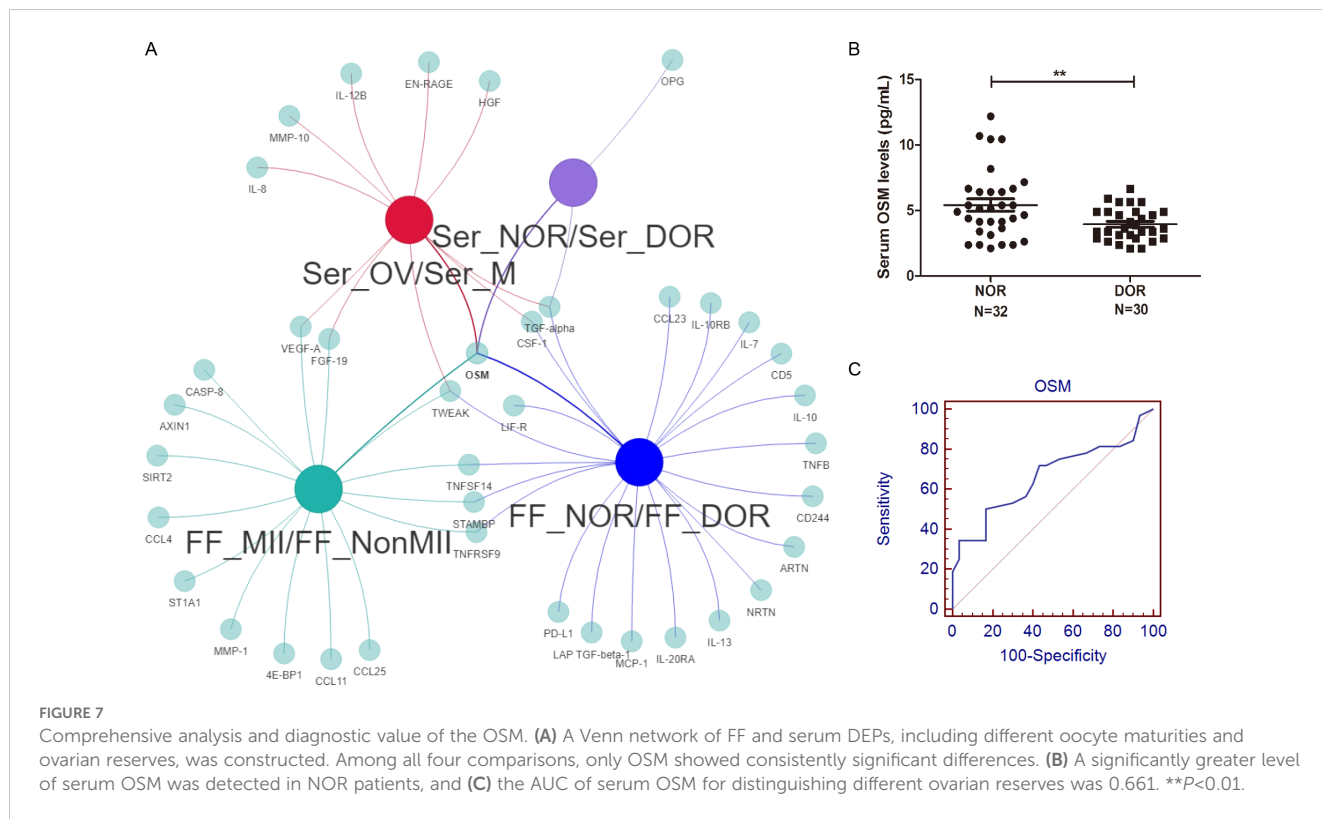 A
OPG
EN-RAGE
IL-12B
HGF
MMP-10
IL-8
Ser_NOR/Ser_DOR
Ser_OV/Ser_M
TGF-alpha
CSF-1
CCL23
IL-10RB
IL-7
VEGF-A
FGF-19
OSM
CD5
CASP-8
TWEAK
LIF-R
IL-10
AXIN1
TNFB
SIRT2
TNFSF14
CD244
STAMBP
CCL4
FF_NOR/FF_DOR
FF_MII/FF_NonMII
TNFRSF9
ARTN
ST1A1
NRTN
PD-L1
IL-13
MMP-1
LAP TGF-beta-1
MCP-1
IL-20RA
4E-BP1
CCL11
CCL25
B
Serum OSM levels (pg/mL)
15
10
5
0
**
NOR
N=32
DOR
N=30
C
OSM
Sensitivity
100
80
60
40
20
0
0 20 40 60 80 100
100-Specificity
FIGURE 7
Comprehensive analysis and diagnostic value of the OSM. (A) A Venn network of FF and serum DEPs, including different oocyte maturities and
ovarian reserves, was constructed. Among all four comparisons, only OSM showed consistently significant differences. (B) A significantly greater level
of serum OSM was detected in NOR patients, and (C) the AUC of serum OSM for distinguishing different ovarian reserves was 0.661. **P<0.01.